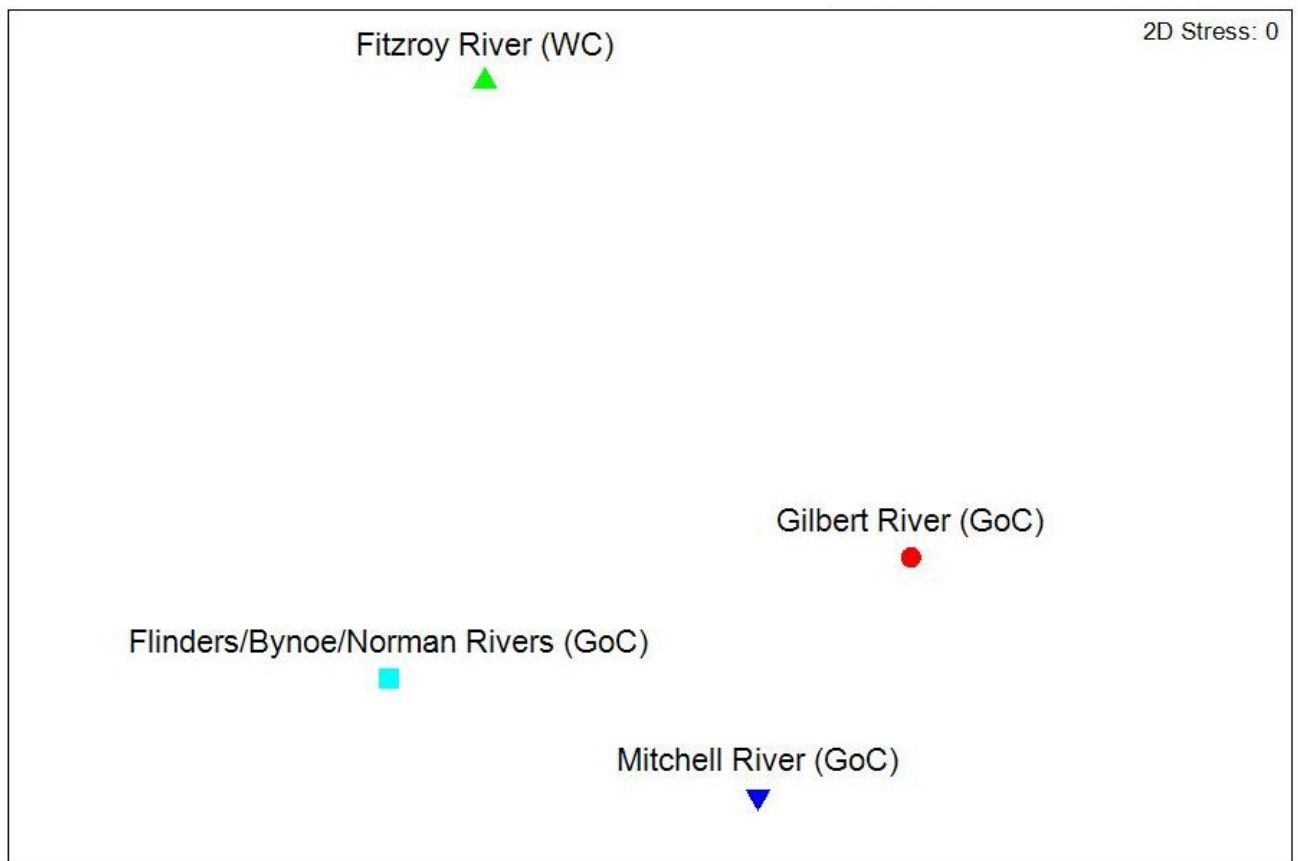 2D Stress: 0
Fitzroy River (WC)
Gilbert River (GoC)
Flinders/Bynoe/Norman Rivers (GoC)
Mitchell River (GoC)